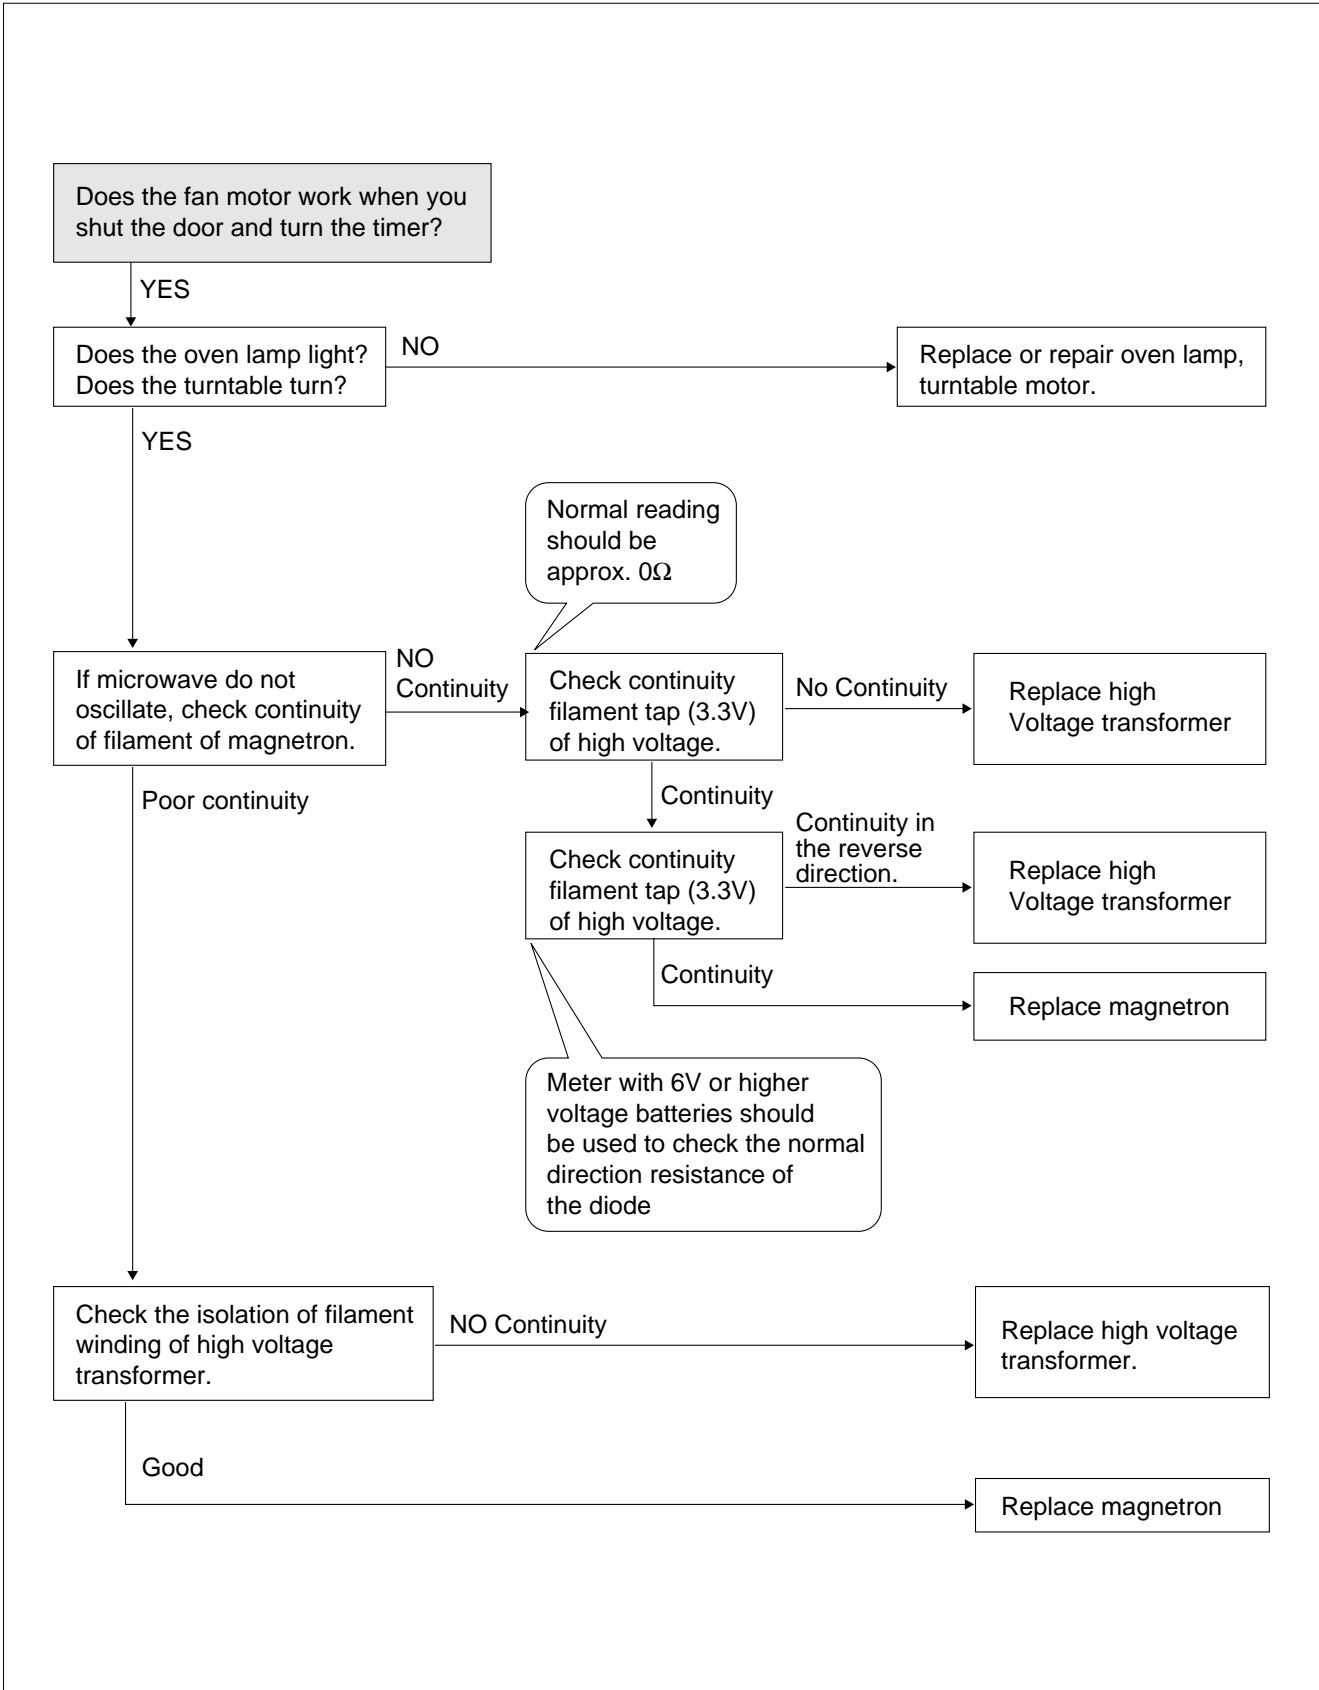 Does the fan motor work when you
shut the door and turn the timer?
YES
Does the oven lamp light?
Does the turntable turn?
NO
Replace or repair oven lamp,
turntable motor.
YES
Normal reading
should be
approx. 0Ω
If microwave do not
oscillate, check continuity
of filament of magnetron.
NO
Continuity
Check continuity
filament tap (3.3V)
of high voltage.
No Continuity
Replace high
Voltage transformer
Poor continuity
Continuity
Check continuity
filament tap (3.3V)
of high voltage.
Continuity in
the reverse
direction.
Replace high
Voltage transformer
Continuity
Replace magnetron
Meter with 6V or higher
voltage batteries should
be used to check the normal
direction resistance of
the diode
Check the isolation of filament
winding of high voltage
transformer.
NO Continuity
Replace high voltage
transformer.
Good
Replace magnetron